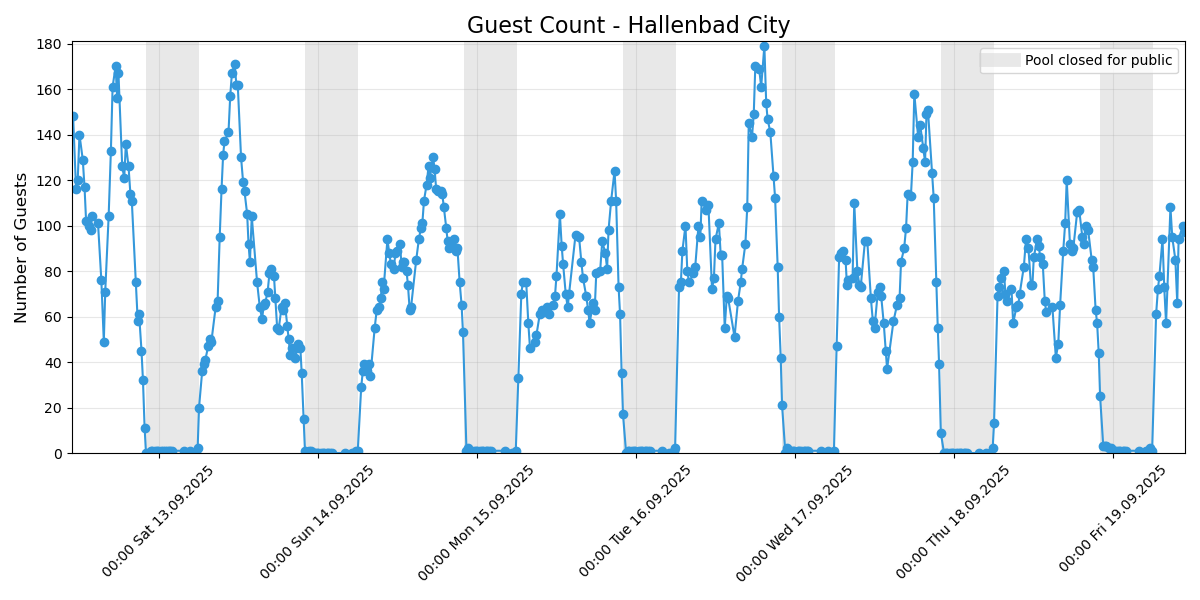 Guest Count - Hallenbad City
Number of Guests
180
160
140
120
100
80
60
40
20
0
Pool closed for public
00:00 Sat 13.09.2025
00:00 Sun 14.09.2025
00:00 Mon 15.09.2025
00:00 Tue 16.09.2025
00:00 Wed 17.09.2025
00:00 Thu 18.09.2025
00:00 Fri 19.09.2025